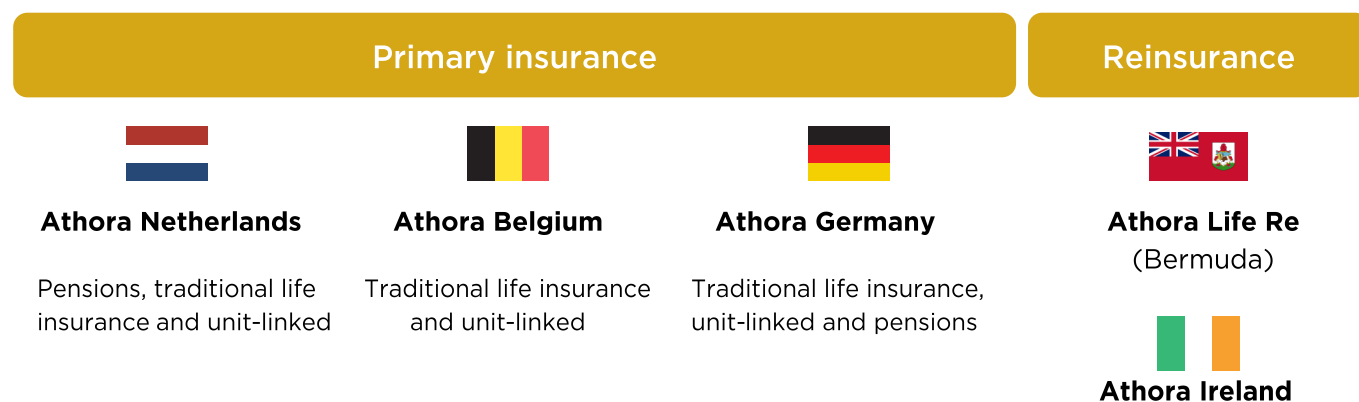 Primary insurance
Reinsurance
Athora Netherlands
Pensions, traditional life
insurance and unit-linked
Athora Belgium
Traditional life insurance
and unit-linked
Athora Germany
Traditional life insurance,
unit-linked and pensions
Athora Life Re
(Bermuda)
Athora Ireland